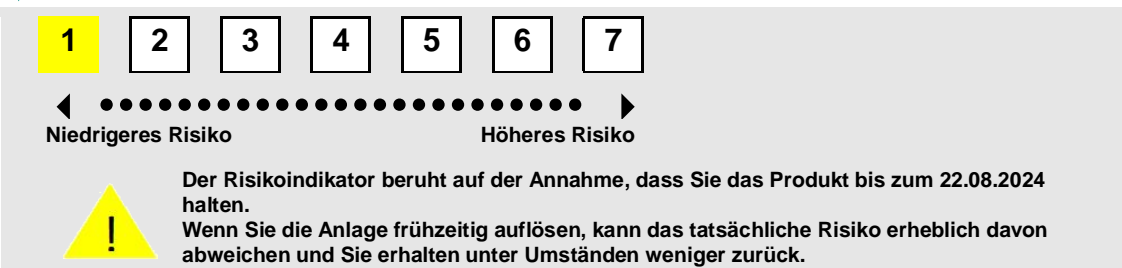 1 2 3 4 5 6 7
Niedrigeres Risiko Höheres Risiko
Der Risikoindikator beruht auf der Annahme, dass Sie das Produkt bis zum 22.08.2024
halten.
Wenn Sie die Anlage frühzeitig auflösen, kann das tatsächliche Risiko erheblich davon
! abweichen und Sie erhalten unter Umständen weniger zurück.